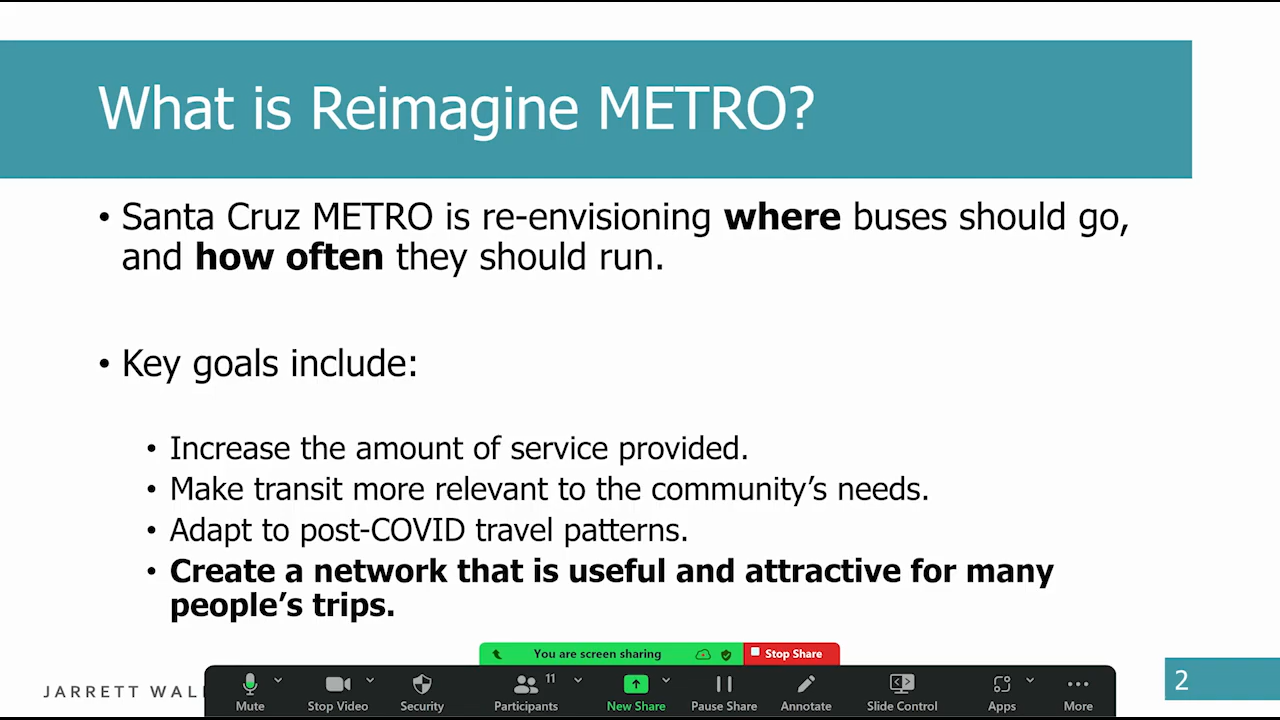 What is Reimagine METRO?
• Santa Cruz METRO is re-envisioning where buses should go,
and how often they should run.
• Key goals include:
• Increase the amount of service provided.
• Make transit more relevant to the community’s needs.
• Adapt to post-COVID travel patterns.
• Create a network that is useful and attractive for many
people’s trips.
You are screen sharing
Stop Share
JARRETT
2
11
Mute
Stop Video
Security
Participants
New Share
Pause Share
Annotate
Slide Control
Apps
More